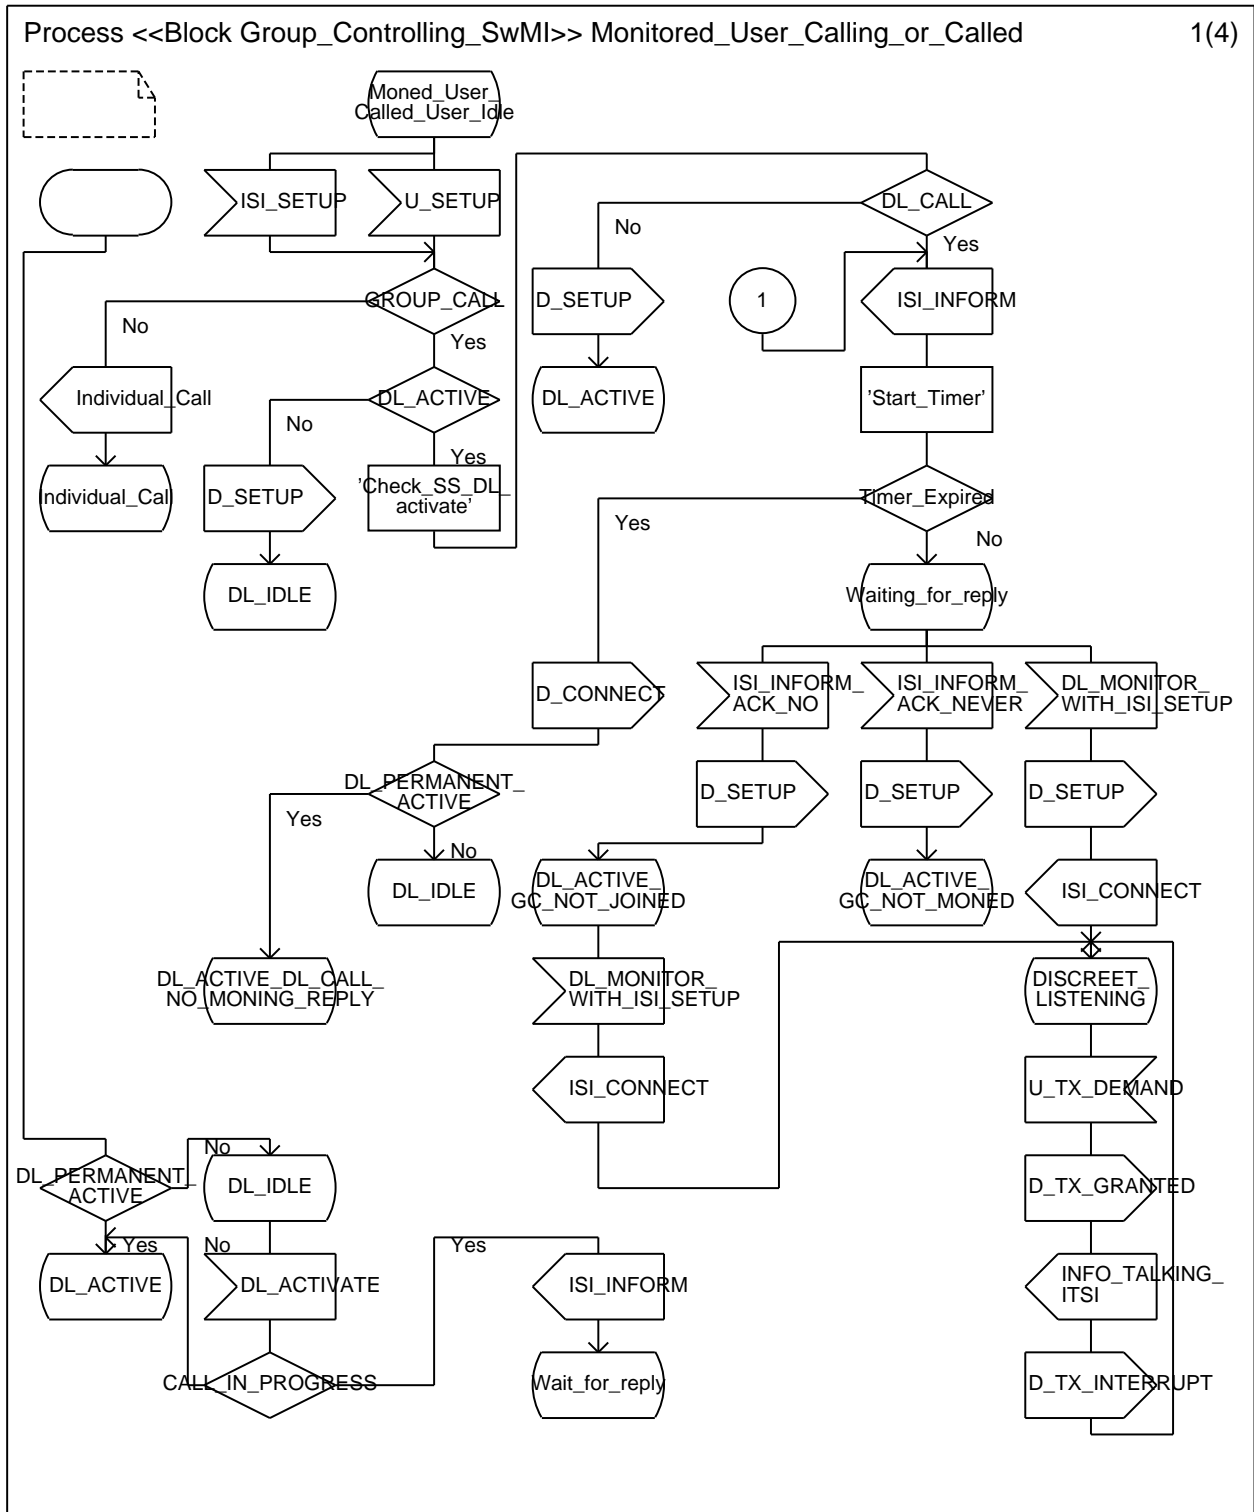 Process <<Block Group_Controlling_SwMI>> Monitored_User_Calling_or_Called
1(4)
Moned_User_
Called_User_Idle
ISI_SETUP
U_SETUP
DL_CALL
No
Yes
GROUP_CALL
D_SETUP
1
ISI_INFORM
No
Yes
Individual_Call
DL_ACTIVE
DL_ACTIVE
'Start_Timer'
No
Yes
Individual_Call
D_SETUP
'Check_SS_DL_
activate'
Timer_Expired
Yes
No
DL_IDLE
Waiting_for_reply
D_CONNECT
ISI_INFORM_
ACK_NO
ISI_INFORM_
ACK_NEVER
DL_MONITOR_
WITH_ISI_SETUP
DL_PERMANENT_
ACTIVE
D_SETUP
D_SETUP
D_SETUP
Yes
No
DL_IDLE
DL_ACTIVE_
GC_NOT_JOINED
DL_ACTIVE_
GC_NOT_MONED
ISI_CONNECT
DL_ACTIVE_DL_CALL_
NO_MONING_REPLY
DL_MONITOR_
WITH_ISI_SETUP
DISCREET_
LISTENING
ISI_CONNECT
U_TX_DEMAND
No
DL_PERMANENT_
ACTIVE
DL_IDLE
D_TX_GRANTED
Yes
No
Yes
DL_ACTIVE
DL_ACTIVATE
ISI_INFORM
INFO_TALKING_
ITSI
CALL_IN_PROGRESS
Wait_for_reply
D_TX_INTERRUPT